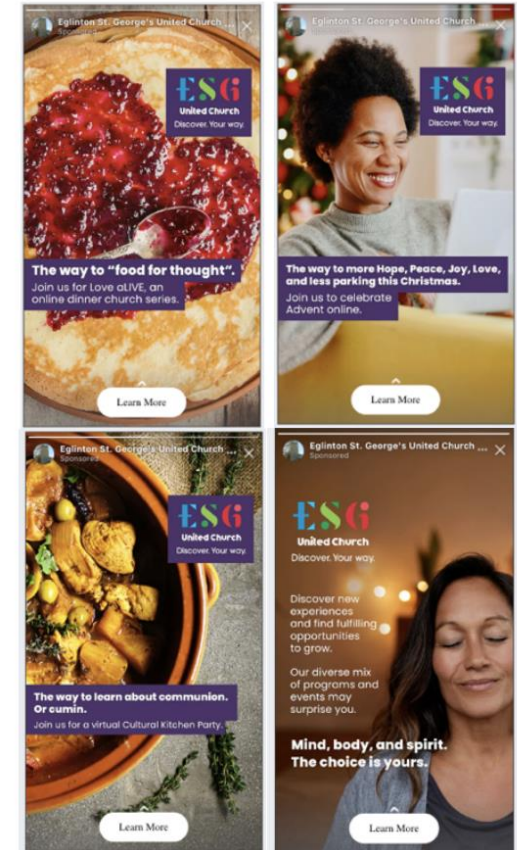 Eglinton St. George's United Church ...
Sponsored
ESG
United Church
Discover. Your way.
The way to “food for thought”.
Join us for Love aLIVE, an
online dinner church series.
Learn More
Eglinton St. George's United Church ...
Sponsored
ESG
United Church
Discover. Your way.
The way to more Hope, Peace, Joy, Love,
and less parking this Christmas.
Join us to celebrate
Advent online.
Learn More
Eglinton St. George's United Church ...
Sponsored
ESG
United Church
Discover. Your way.
The way to learn about communion.
Or cumin.
Join us for a virtual Cultural Kitchen Party.
Learn More
Eglinton St. George's United Church ...
Sponsored
ESG
United Church
Discover. Your way.
Discover new
experiences
and find fulfilling
opportunities
to grow.
Our diverse mix
of programs and
events may
surprise you.
Mind, body, and spirit.
The choice is yours.
Learn More